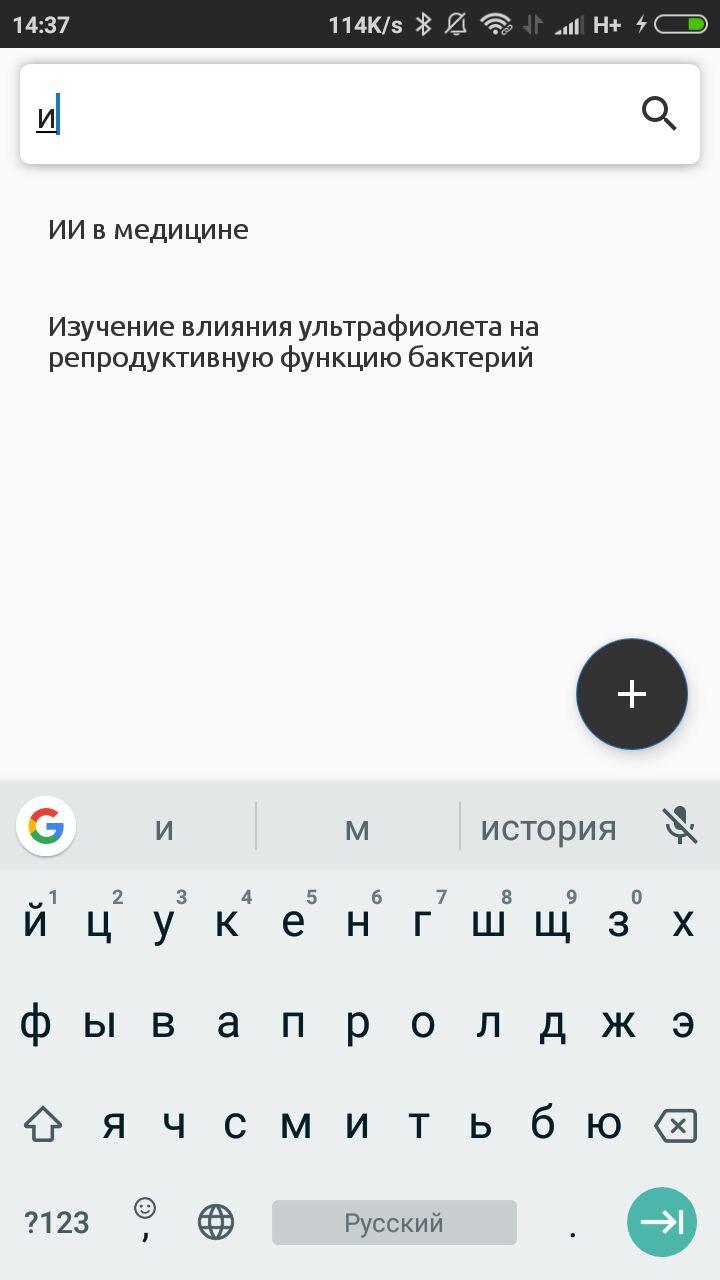 14:37 114K/s H+
и
ИИ в медицине
Изучение влияния ультрафиолета на
репродуктивную функцию бактерий
+
G и м история
й1 ц2 у3 к4 е5 н6 г7 ш8 щ9 з0 х
ф ы в а п р о л д ж э
я ч с м и т ь б ю
?123 , Русский .